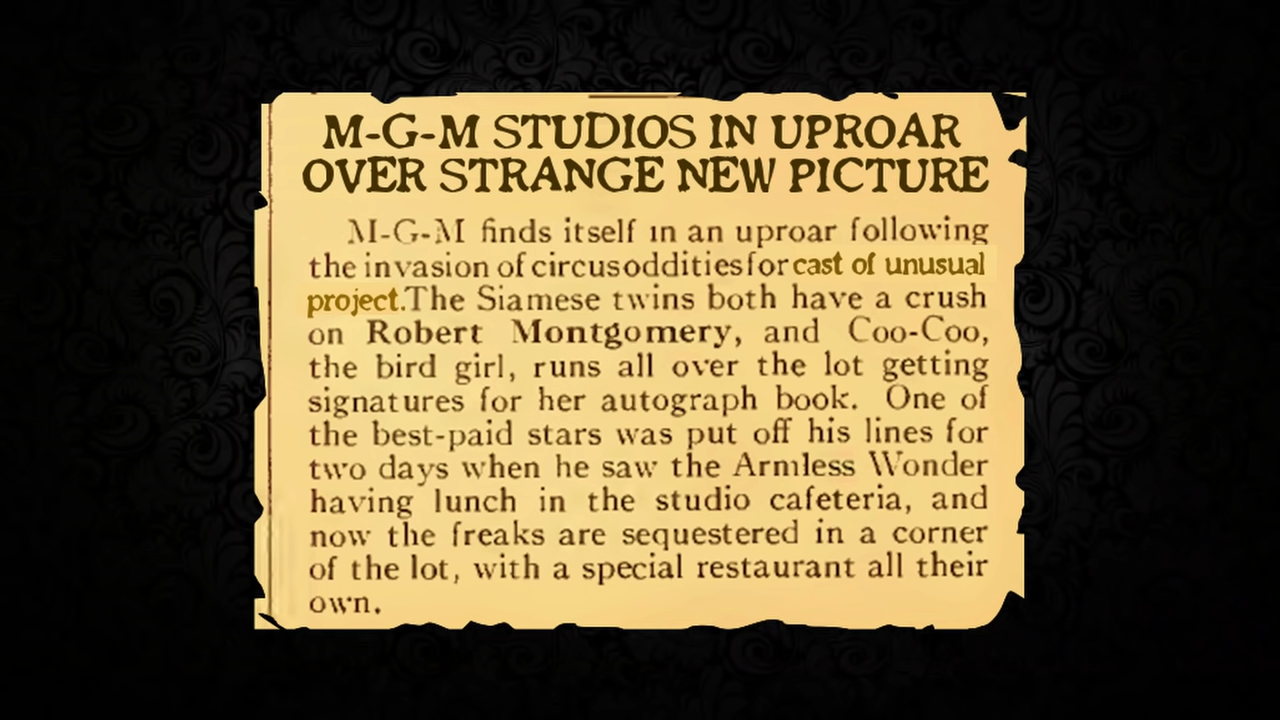 M-G-M STUDIOS IN UPROAR
OVER STRANGE NEW PICTURE
M-G-M finds itself in an uproar following
the invasion of circus oddities for cast of unusual
project. The Siamese twins both have a crush
on Robert Montgomery, and Coo-Coo,
the bird girl, runs all over the lot getting
signatures for her autograph book. One of
the best-paid stars was put off his lines for
two days when he saw the Armless Wonder
having lunch in the studio cafeteria, and
now the freaks are sequestered in a corner
of the lot, with a special restaurant all their
own.